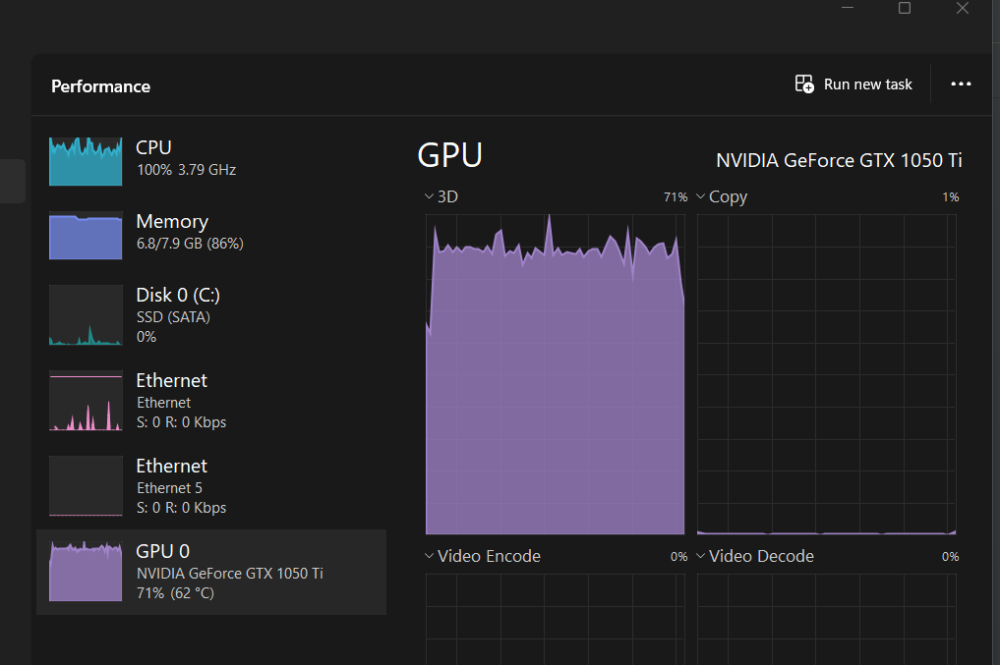 Performance
Run new task
CPU
100% 3.79 GHz
Memory
6.8/7.9 GB (86%)
Disk 0 (C:)
SSD (SATA)
0%
Ethernet
Ethernet
S: 0 R: 0 Kbps
Ethernet
Ethernet 5
S: 0 R: 0 Kbps
GPU 0
NVIDIA GeForce GTX 1050 Ti
71% (62 °C)
GPU
NVIDIA GeForce GTX 1050 Ti
3D 71%
Copy 1%
Video Encode 0%
Video Decode 0%